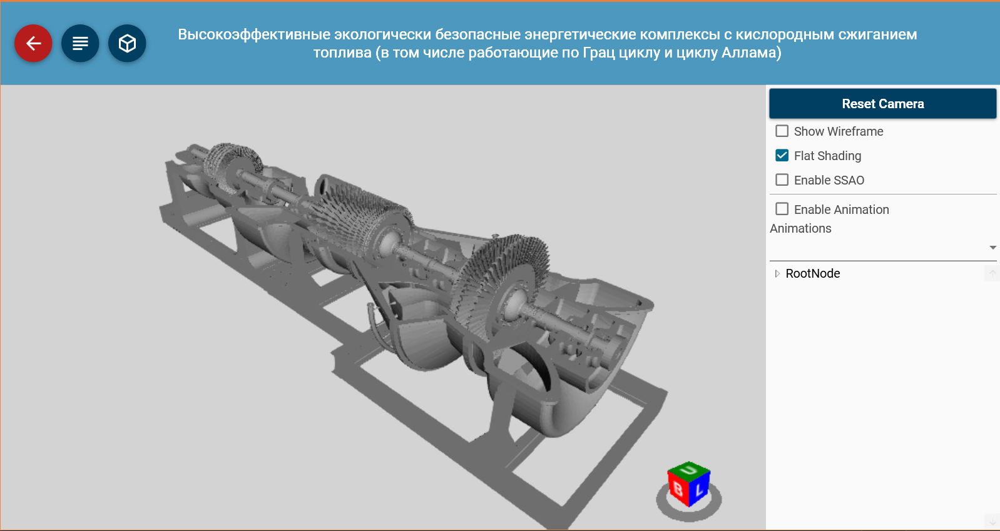 Высокоэффективные экологически безопасные энергетические комплексы с кислородным сжиганием
топлива (в том числе работающие по Грац циклу и циклу Аллама)
Reset Camera
Show Wireframe
Flat Shading
Enable SSAO
Enable Animation
Animations
RootNode
U
B
L